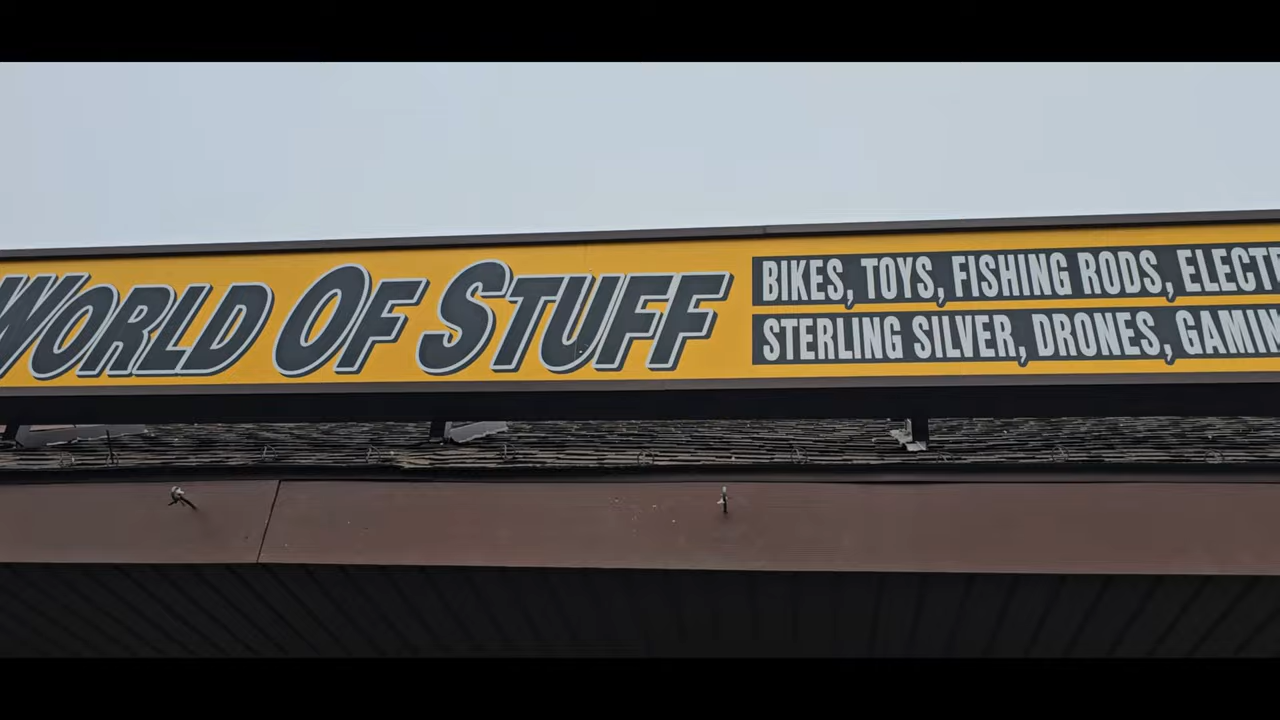 WORLD OF STUFF
BIKES, TOYS, FISHING RODS, ELECT
STERLING SILVER, DRONES, GAMIN